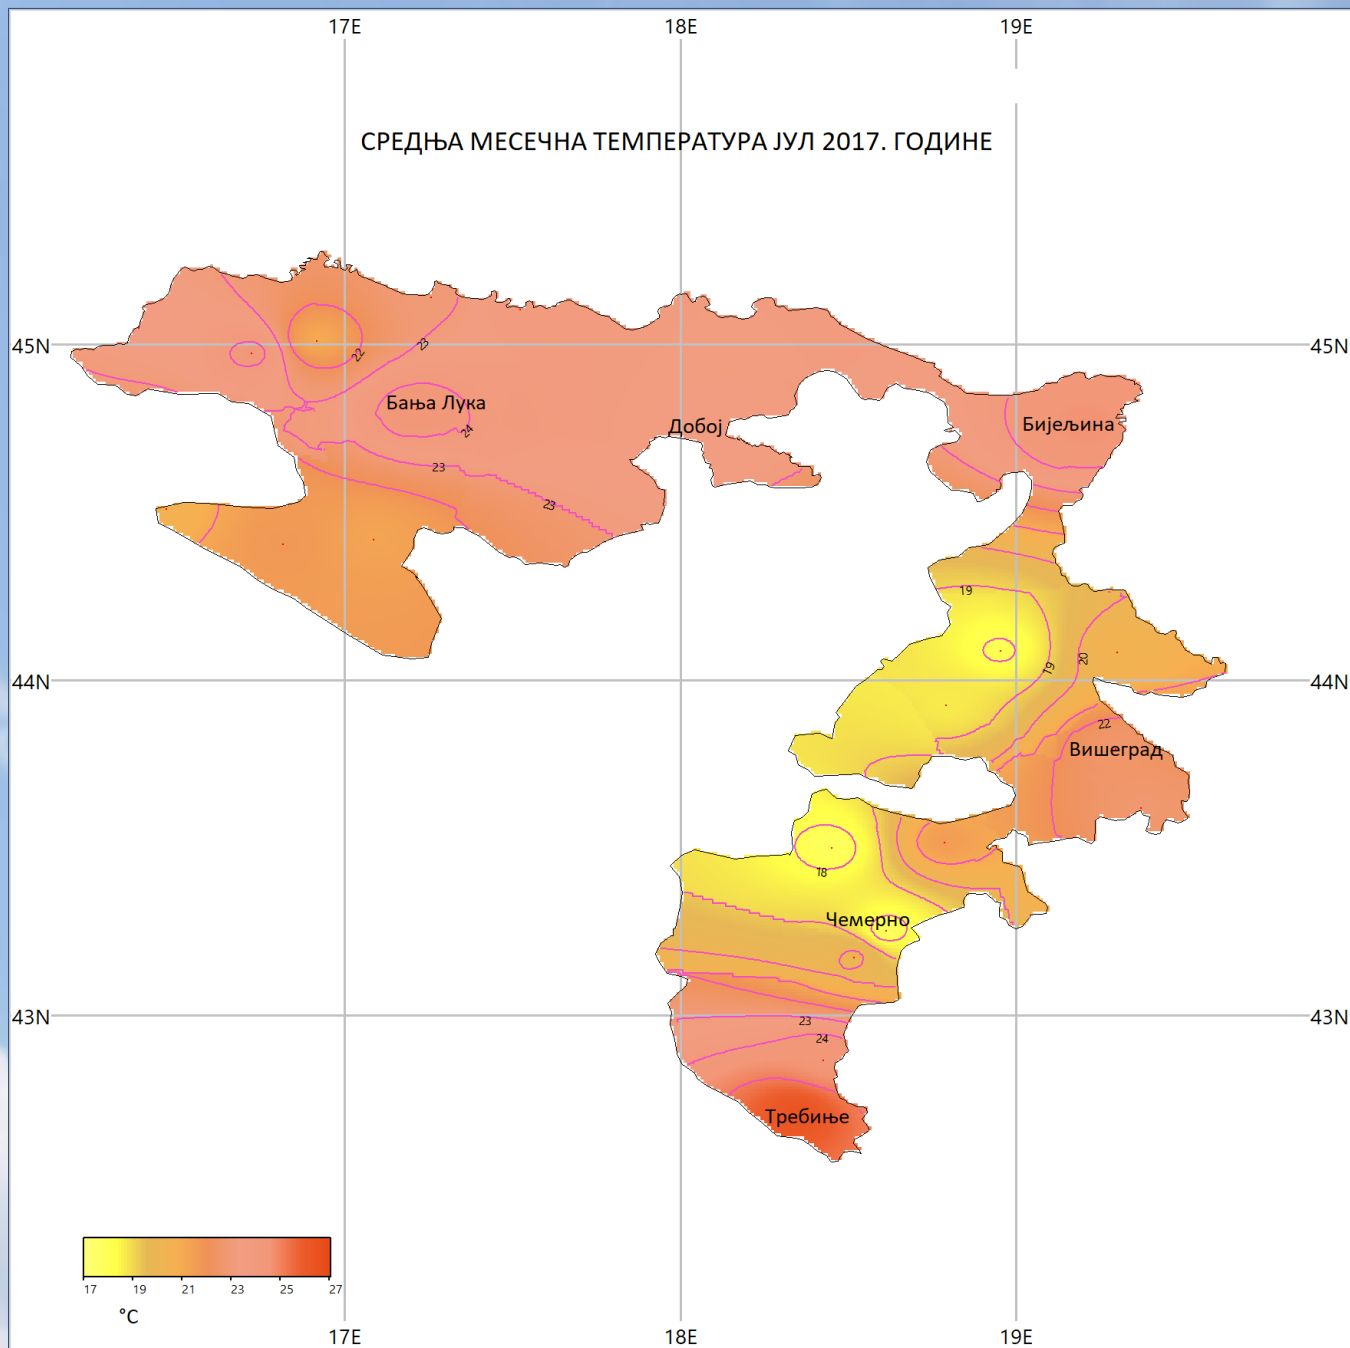 17E 18E 19E
СРЕДЊА МЕСЕЧНА ТЕМПЕРАТУРА ЈУЛ 2017. ГОДИНЕ
45N 45N
22 23
Бања Лука
24
Добој
Бијељина
23
23
19
19 20
44N 44N
22
Вишеград
18
Чемерно
43N 43N
23
24
Требиње
17 19 21 23 25 27
°C
17E 18E 19E